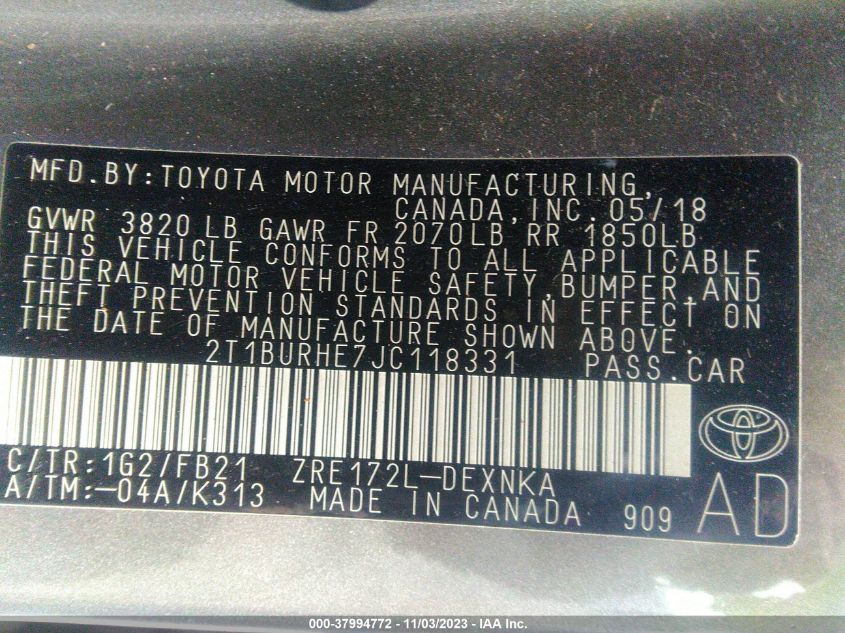 MFD.BY:TOYOTA MOTOR MANUFACTURING,
CANADA,INC.05/18
GVWR 3820LB GAWR FR 2070LB RR 1850LB
THIS VEHICLE CONFORMS TO ALL APPLICABLE
FEDERAL MOTOR VEHICLE SAFETY,BUMPER,AND
THEFT PREVENTION STANDARDS IN EFFECT ON
THE DATE OF MANUFACTURE SHOWN ABOVE.
2T1BURHE7JC118331 PASS.CAR
C/TR:1G2/FB21 ZRE172L-DEXNKA
A/TM:-04A/K313 MADE IN CANADA 909 AD
000-37994772 - 11/03/2023 - IAA Inc.